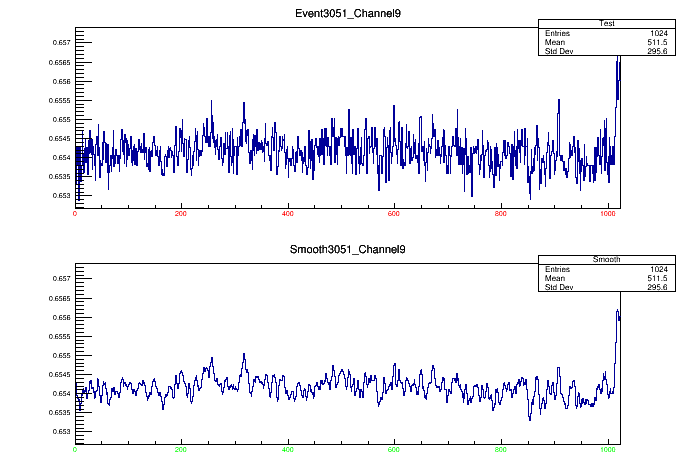 Event3051_Channel9
Test
Entries 1024
Mean 511.5
Std Dev 295.6
0.657
0.6565
0.656
0.6555
0.655
0.6545
0.654
0.6535
0.653
0 200 400 600 800 1000
Smooth3051_Channel9
Smooth
Entries 1024
Mean 511.5
Std Dev 295.6
0.657
0.6565
0.656
0.6555
0.655
0.6545
0.654
0.6535
0.653
0 200 400 600 800 1000